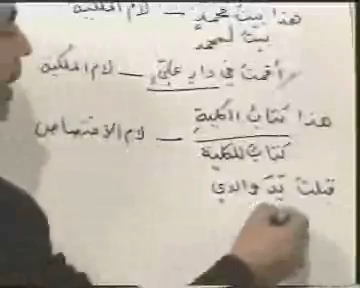 هذا بيتُ محمدٍ — لام الملكية
بيتٌ لمحمد
أقمتُ في دارِ عليٍّ — لام الملكية
هذا كتابُ الكليةِ — لام الاختصاص
كتابٌ للكلية
قبلتُ يَدَ والدي